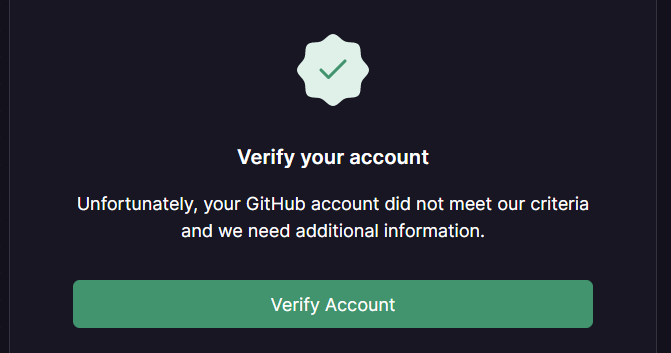 Verify your account
Unfortunately, your GitHub account did not meet our criteria
and we need additional information.
Verify Account